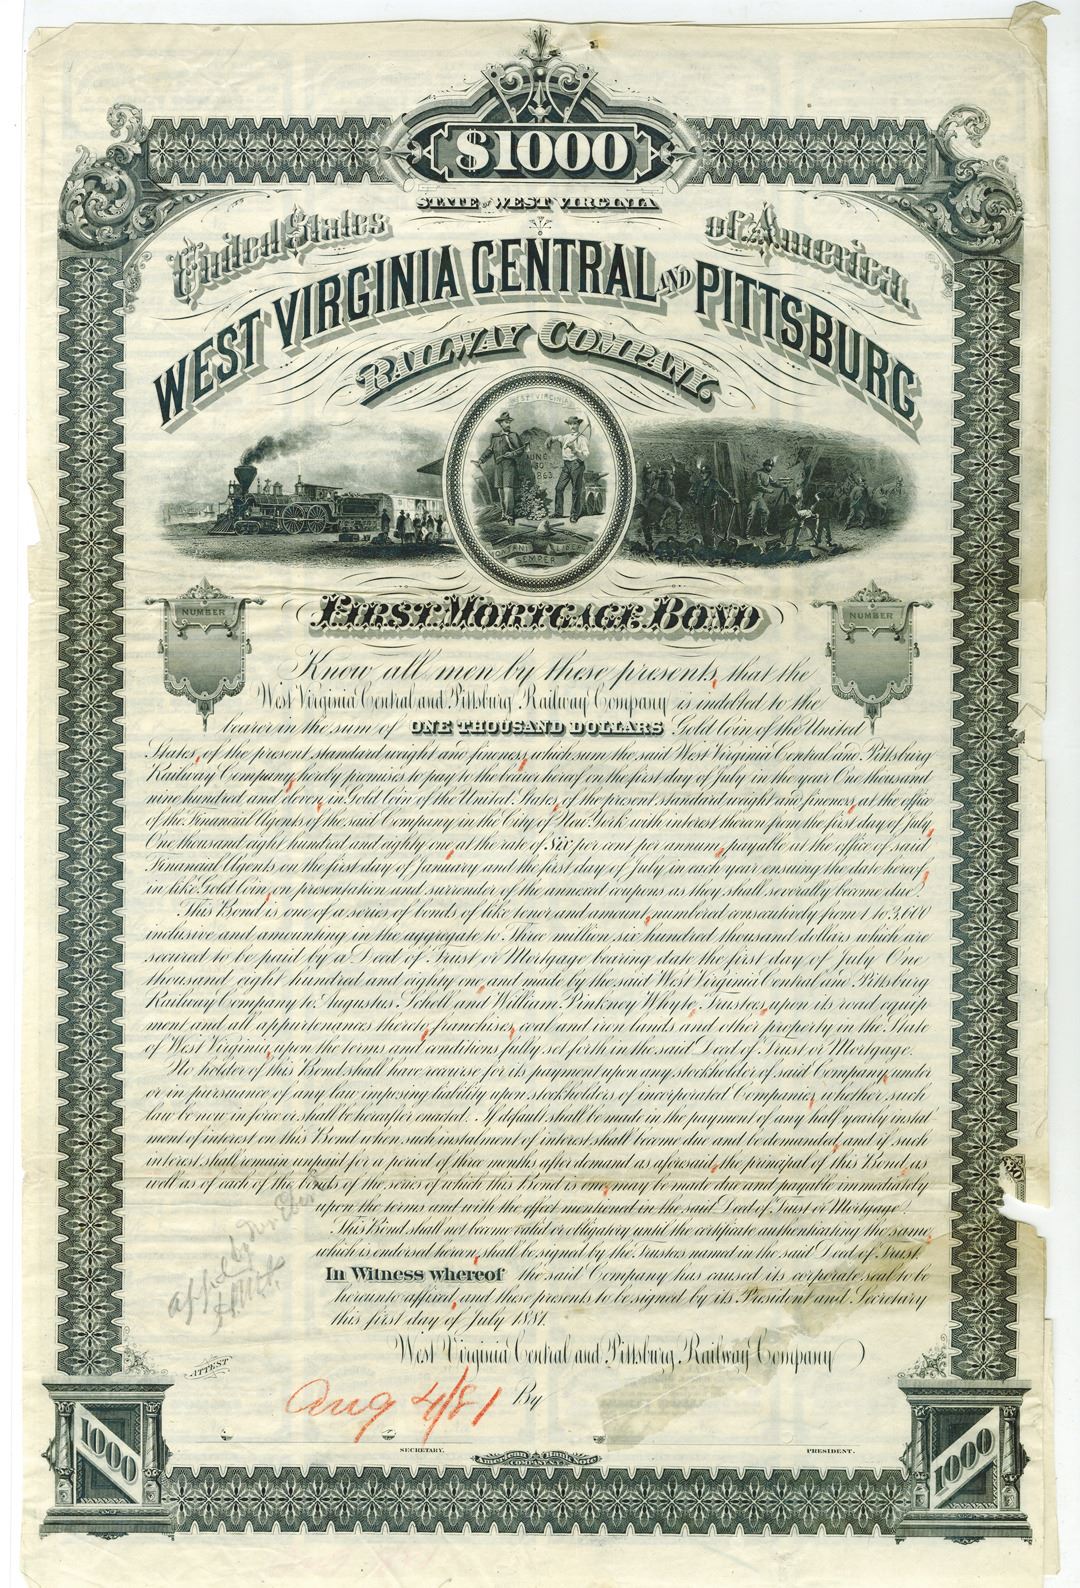 $1000
STATE OF WEST VIRGINIA
United States of America
WEST VIRGINIA CENTRAL AND PITTSBURG
RAILWAY COMPANY
WEST VIRGINIA
JUNE
20
1863
MONTANI LIBERI
SEMPER
NUMBER
NUMBER
FIRST MORTGAGE BOND
Know all men by these presents, that the
West Virginia Central and Pittsburg Railway Company is indebted to the
bearer in the sum of ONE THOUSAND DOLLARS Gold Coin of the United
States, of the present standard weight and fineness, which sum the said West Virginia Central and Pittsburg
Railway Company, hereby promises to pay to the bearer hereof on the first day of July in the year One thousand
nine hundred and eleven, in Gold Coin of the United States, of the present standard weight and fineness, at the office
of the Financial Agents of the said Company in the City of New York with interest thereon from the first day of July,
One thousand eight hundred and eighty one, at the rate of Six per cent per annum, payable at the office of said
Financial Agents on the first day of January and the first day of July in each year ensuing the date hereof,
in like Gold Coin, on presentation and surrender of the annexed coupons as they shall severally become due.
This Bond is one of a series of bonds of like tenor and amount, numbered consecutively from 1 to 3,600
inclusive and amounting in the aggregate to Three million six hundred thousand dollars which are
secured to be paid by a Deed of Trust or Mortgage bearing date the first day of July One
thousand eight hundred and eighty one, and made by the said West Virginia Central and Pittsburg
Railway Company to Augustus Schell and William Pinkney Whyte, Trustees, upon its road equip
ment and all appurtenances thereto, franchises, coal and iron lands and other property in the State
of West Virginia, upon the terms and conditions fully set forth in the said Deed of Trust or Mortgage.
No holder of this Bond shall have recourse for its payment upon any stockholder of said Company, under
or in pursuance of any law imposing liability upon stockholders of incorporated Companies, whether such
law be now in force or shall be hereafter enacted. If default shall be made in the payment of any half yearly instal
ment of interest on this Bond when such instalment of interest shall become due and be demanded, and if such
interest shall remain unpaid for a period of three months after demand as aforesaid, the principal of this Bond, as
well as of each of the bonds of the series of which this Bond is one, may be made due and payable immediately
upon the terms and with the effect mentioned in the said Deed of Trust or Mortgage.
This Bond shall not become valid or obligatory until the certificate authenticating the same,
which is endorsed hereon, shall be signed by the Trustees named in the said Deed of Trust.
In Witness whereof the said Company has caused its corporate seal to be
hereunto affixed, and these presents to be signed by its President and Secretary
this first day of July 1881.
West Virginia Central and Pittsburg Railway Company
ATTEST
Aug 4/81 By
SECRETARY. PRESIDENT.
American Bank Note
COMPANY, N.Y.
1000
1000